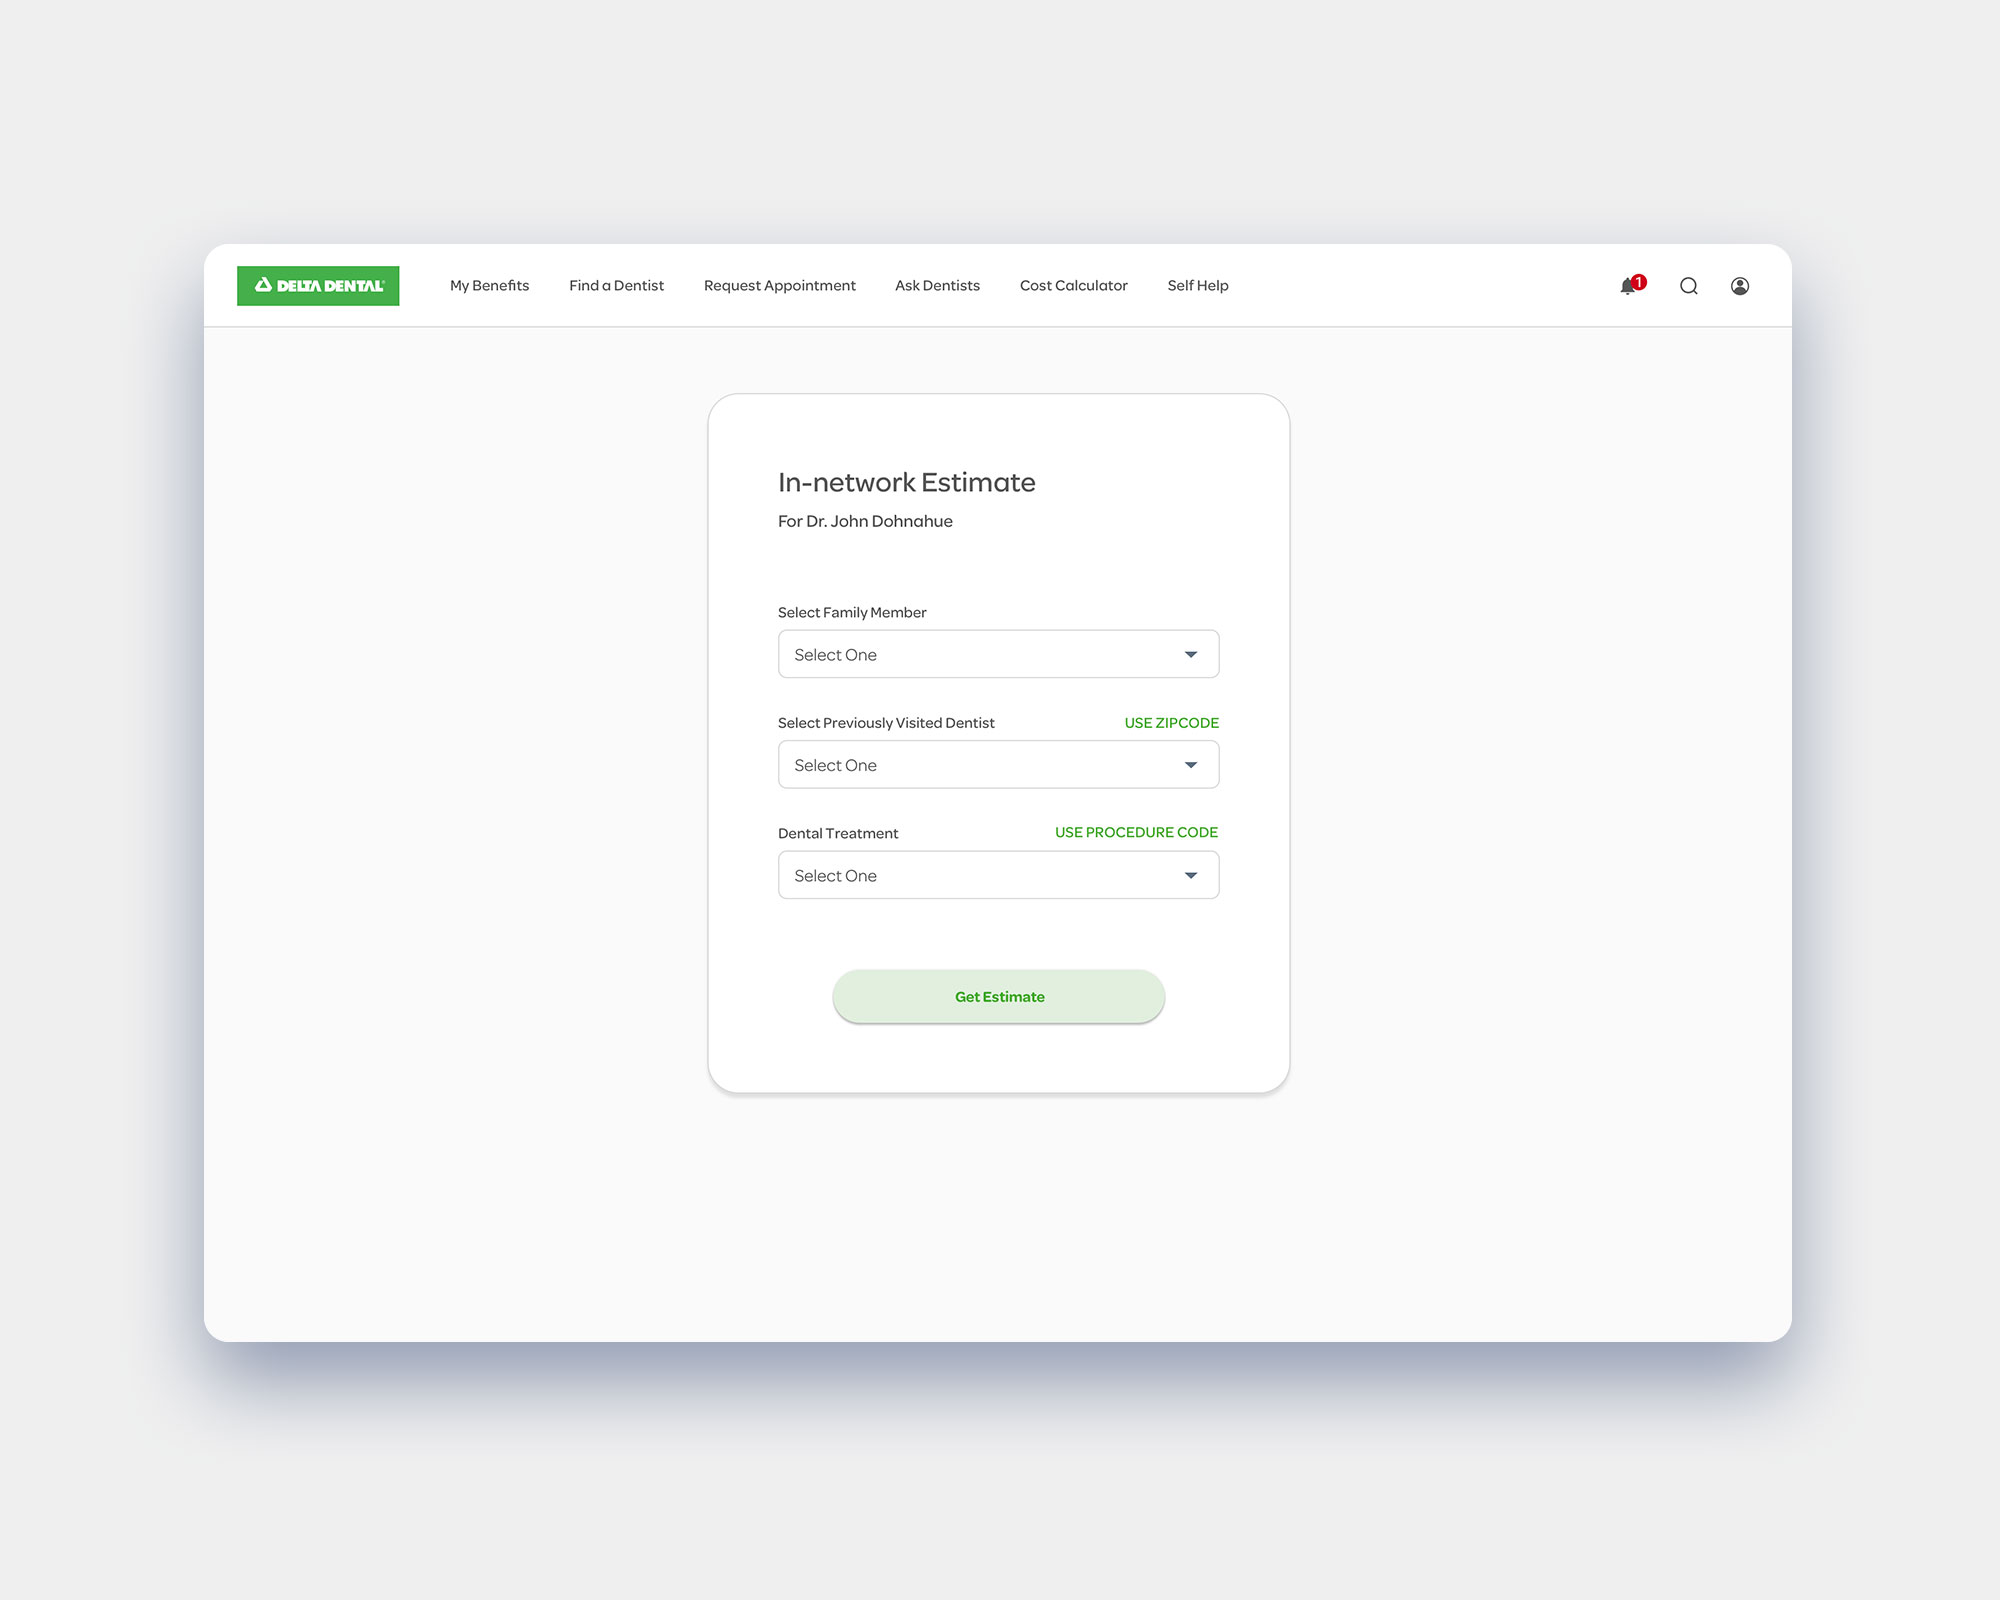 DELTA DENTAL
My Benefits Find a Dentist Request Appointment Ask Dentists Cost Calculator Self Help 1
In-network Estimate
For Dr. John Dohnahue
Select Family Member
Select One
Select Previously Visited Dentist USE ZIPCODE
Select One
Dental Treatment USE PROCEDURE CODE
Select One
Get Estimate